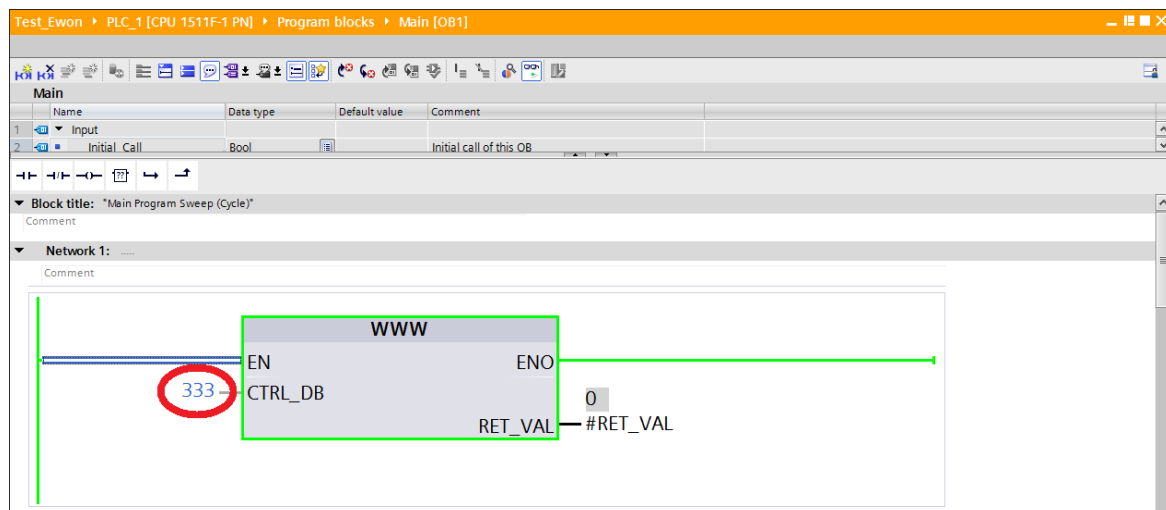 Test_Ewon ▸ PLC_1 [CPU 1511F-1 PN] ▸ Program blocks ▸ Main [OB1]
Main
Name Data type Default value Comment
1 Input
2 Initial_Call Bool Initial call of this OB
??
Block title: "Main Program Sweep (Cycle)"
Comment
Network 1: .....
Comment
WWW
EN ENO
333 CTRL_DB
0
RET_VAL #RET_VAL